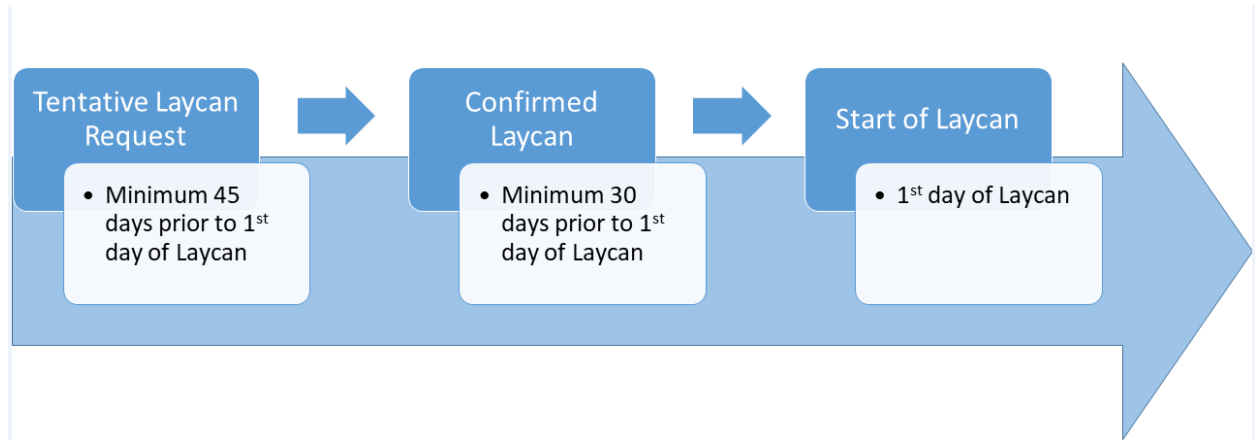 Tentative Laycan
Request
• Minimum 45
days prior to 1st
day of Laycan
Confirmed
Laycan
• Minimum 30
days prior to 1st
day of Laycan
Start of Laycan
• 1st day of Laycan